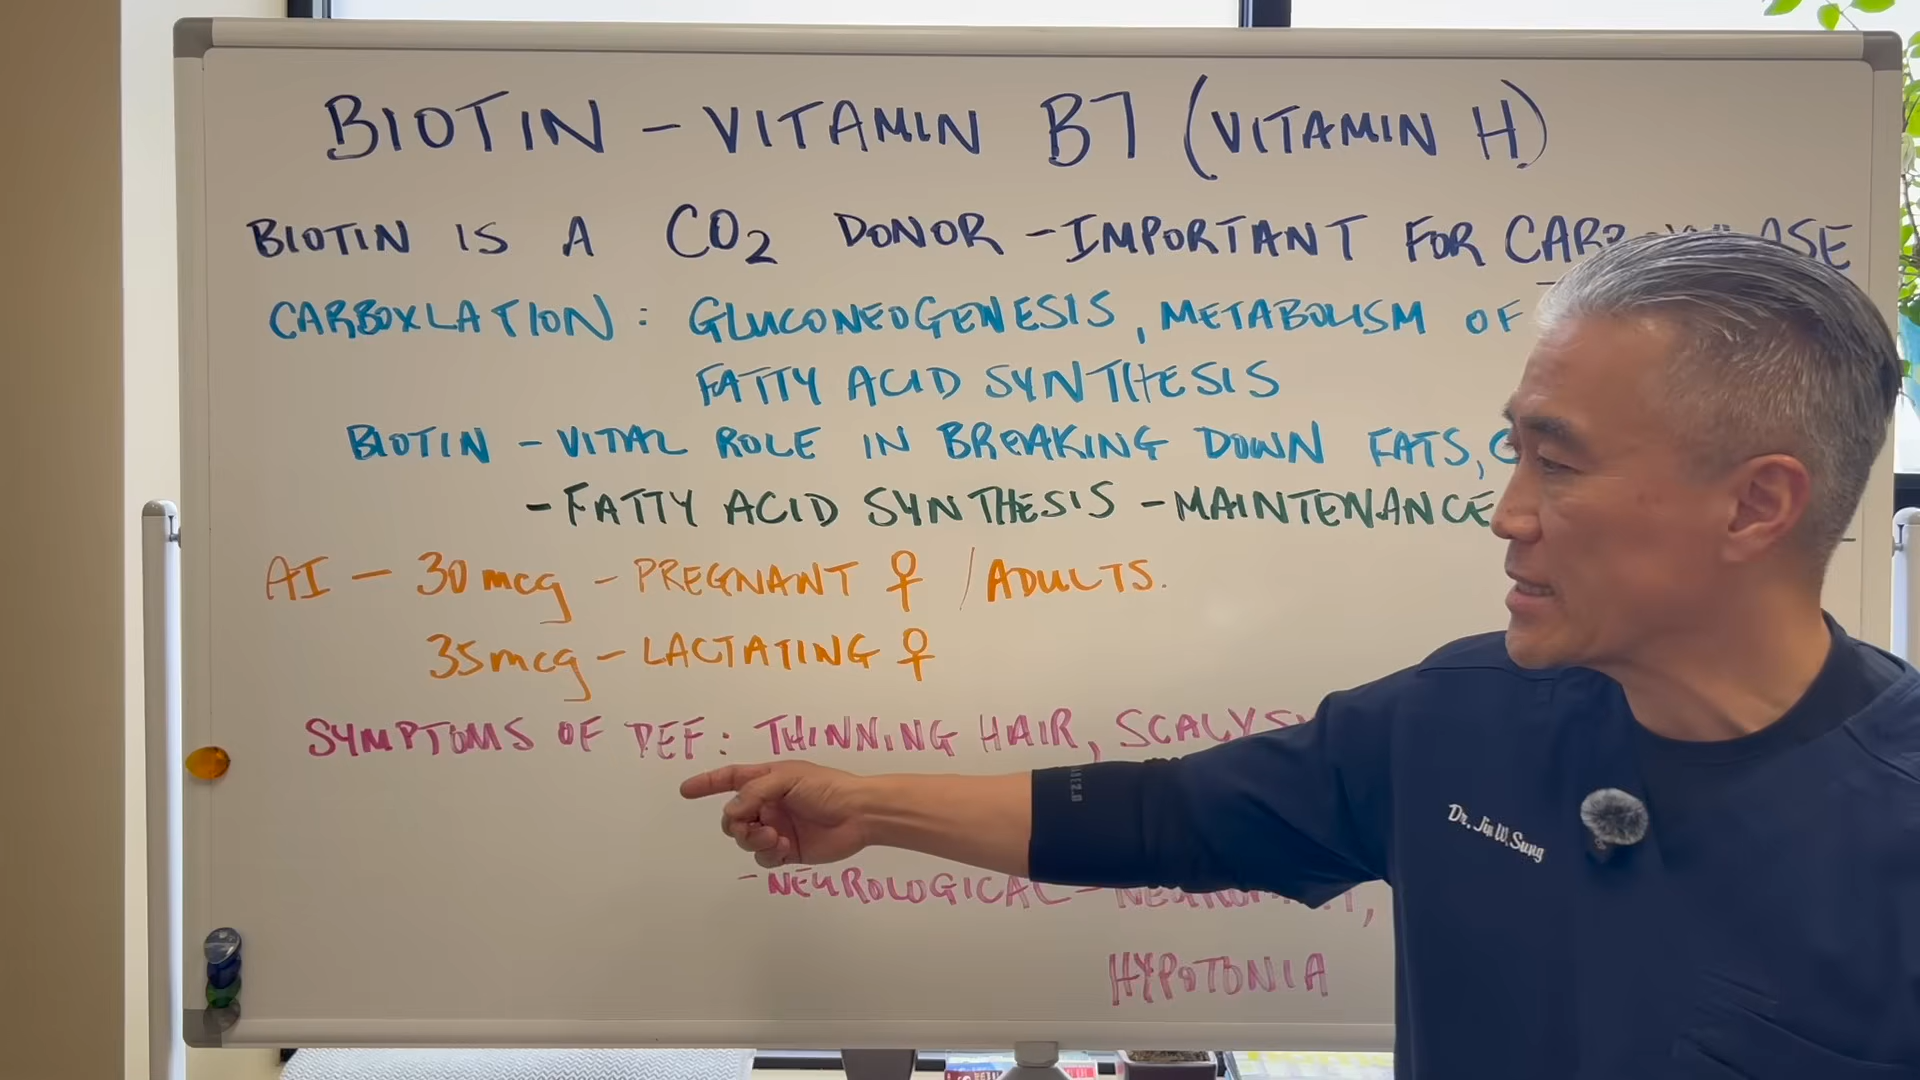 BIOTIN - VITAMIN B7 (VITAMIN H)
BIOTIN IS A CO2 DONOR - IMPORTANT FOR
CARBOXLATION: GLUCONEOGENESIS, METABOLISM OF
FATTY ACID SYNTHESIS
BIOTIN - VITAL ROLE IN BREAKING DOWN FATS,
- FATTY ACID SYNTHESIS - MAINTENANCE
AI - 30 mcg - PREGNANT ♀ / ADULTS.
35mcg - LACTATING ♀
SYMPTOMS OF DEF: THINNING HAIR, SCALY
- NEUROLOGICAL -
HYPOTONIA
Dr. Jin W. Sung